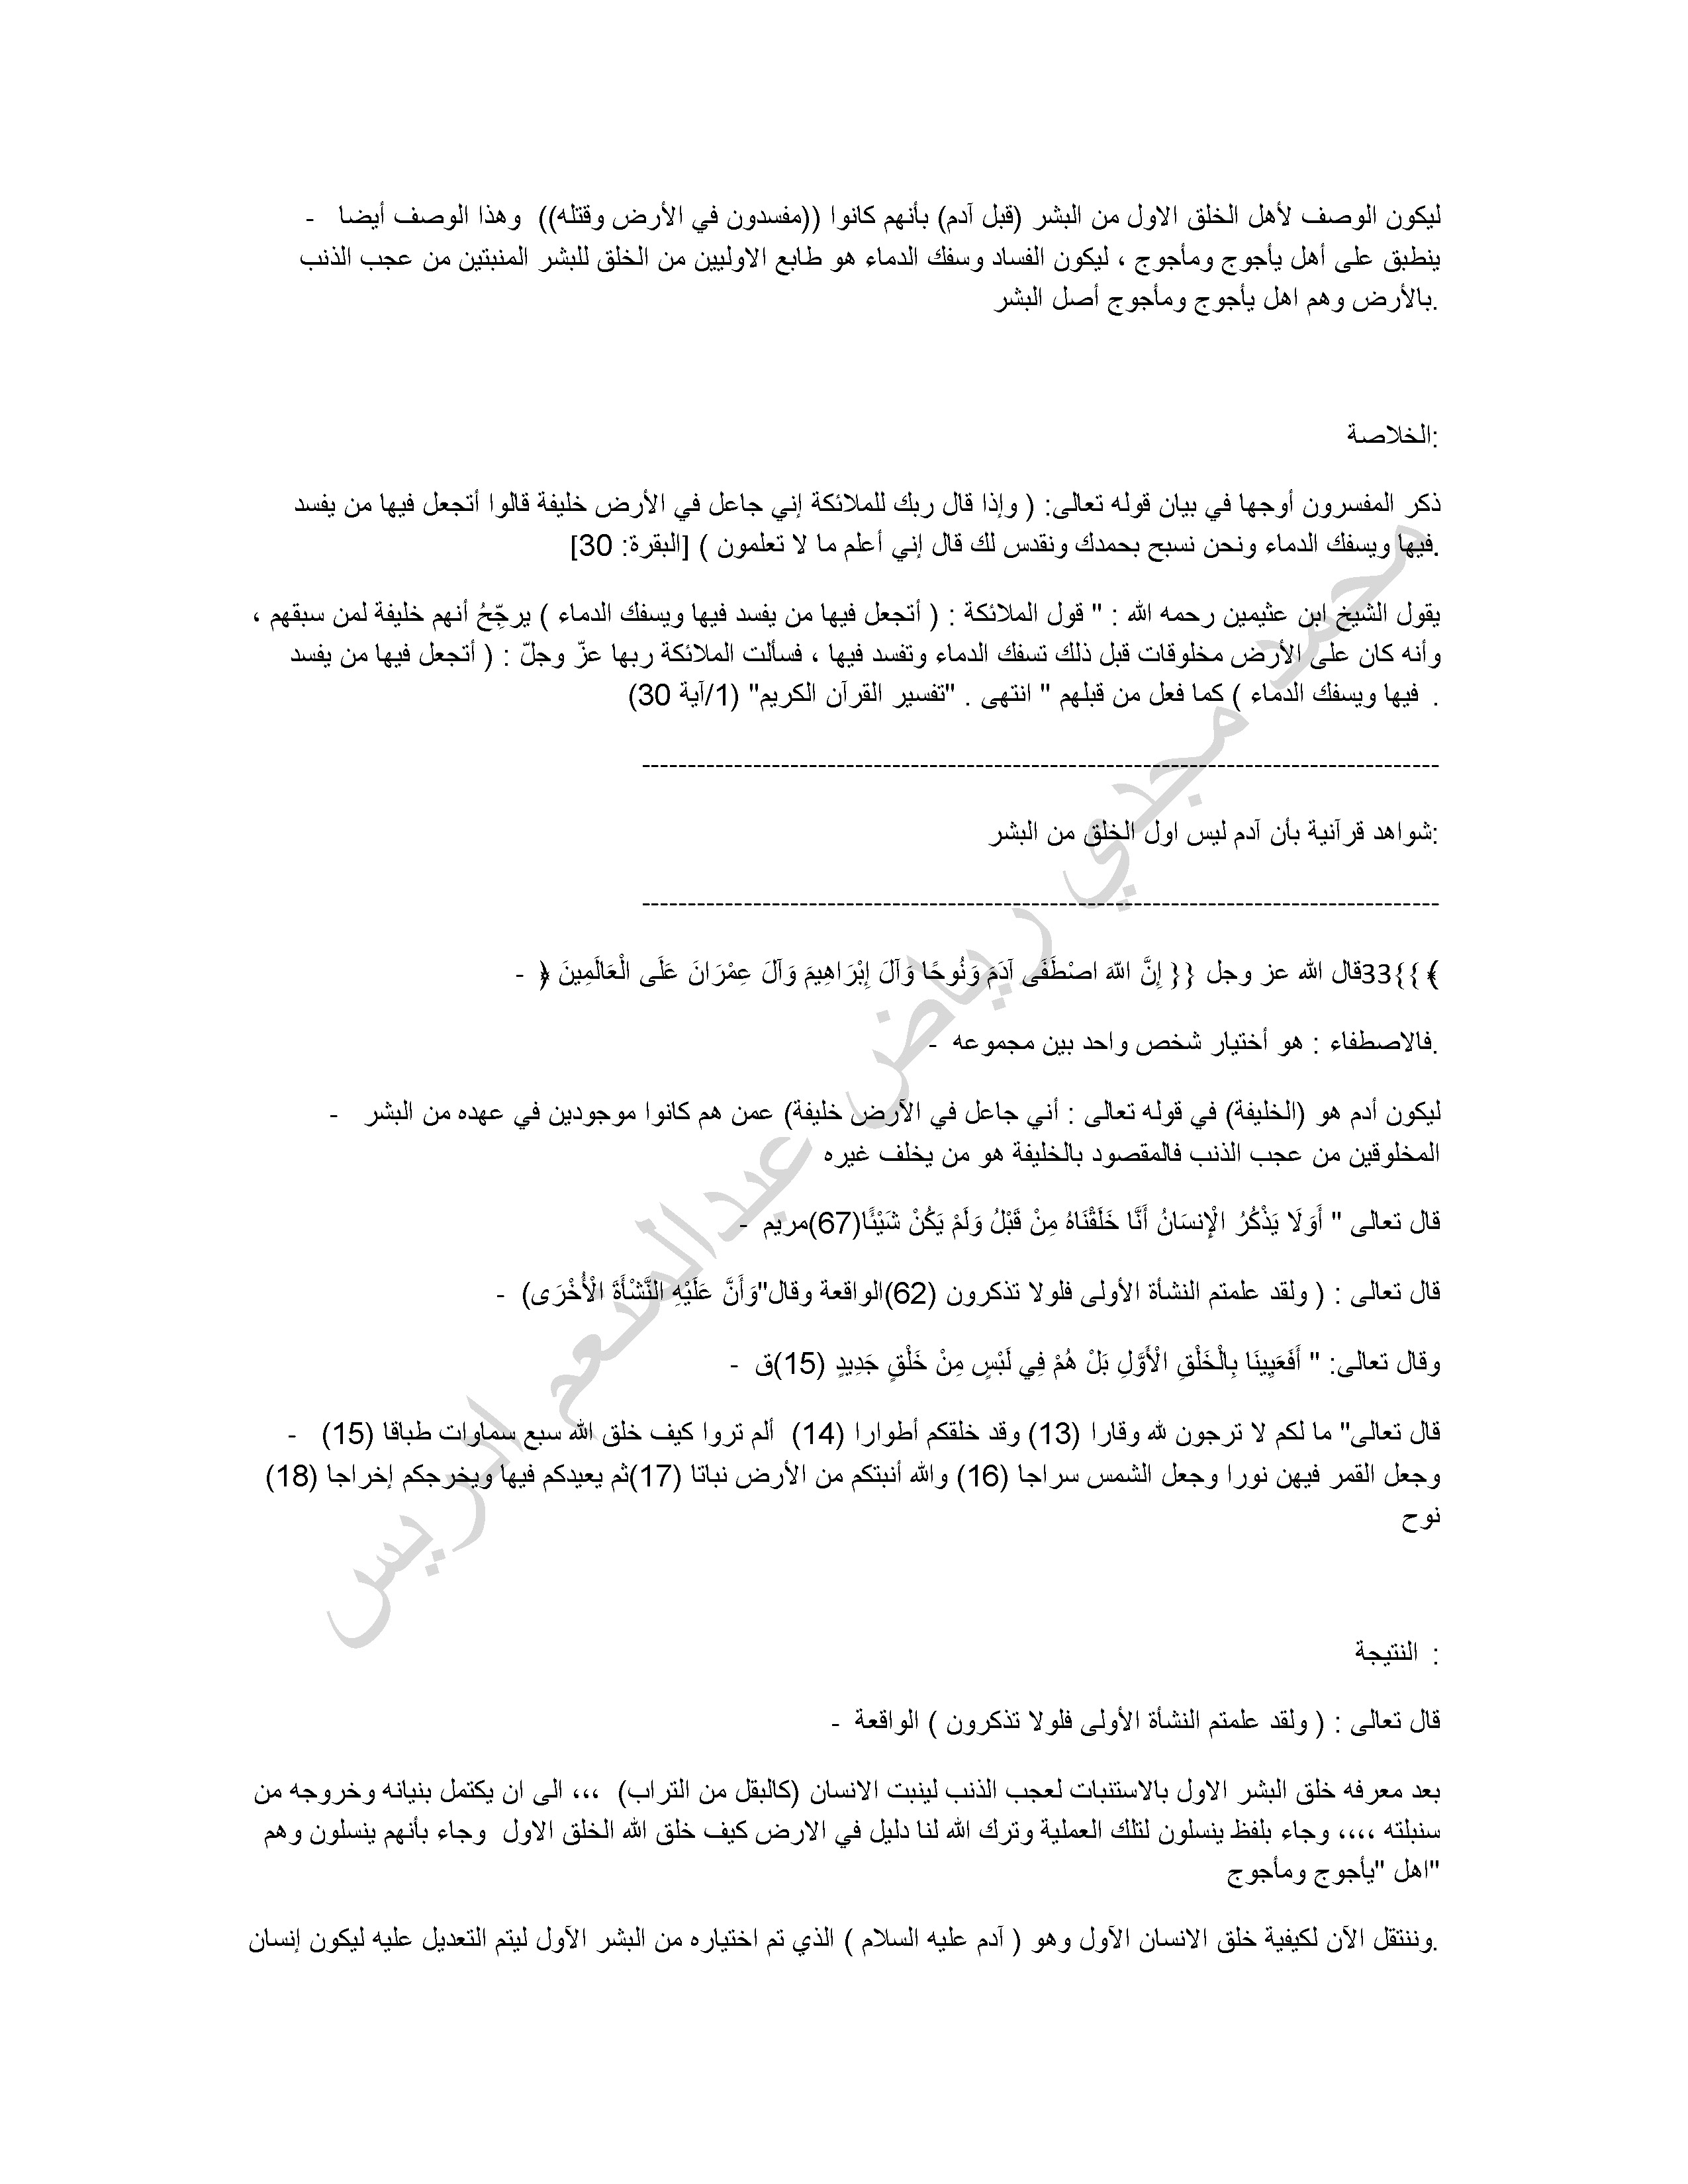 ليكون الوصف لأهل الخلق الاول من البشر (قبل آدم) بأنهم كانوا ((مفسدون في الأرض وقتله)) وهذا الوصف أيضا -
ينطبق على أهل يأجوج ومأجوج ، ليكون الفساد وسفك الدماء هو طابع الاوليين من الخلق للبشر المنبتين من عجب الذنب
.بالأرض وهم اهل يأجوج ومأجوج أصل البشر
:الخلاصة
ذكر المفسرون أوجها في بيان قوله تعالى: ( وإذا قال ربك للملائكة إني جاعل في الأرض خليفة قالوا أتجعل فيها من يفسد
.فيها ويسفك الدماء ونحن نسبح بحمدك ونقدس لك قال إني أعلم ما لا تعلمون ) [البقرة: 30]
يقول الشيخ ابن عثيمين رحمه الله : " قول الملائكة : ( أتجعل فيها من يفسد فيها ويسفك الدماء ) يرجِّحُ أنهم خليفة لمن سبقهم ،
وأنه كان على الأرض مخلوقات قبل ذلك تسفك الدماء وتفسد فيها ، فسألت الملائكة ربها عزّ وجلّ : ( أتجعل فيها من يفسد
. فيها ويسفك الدماء ) كما فعل من قبلهم " انتهى . "تفسير القرآن الكريم" (1/آية 30)
----------------------------------------------------------------------------------------
:شواهد قرآنية بأن آدم ليس اول الخلق من البشر
----------------------------------------------------------------------------------------
﴾}}33قال الله عز وجل {{ إِنَّ اللّهَ اصْطَفَى آدَمَ وَنُوحًا وَآلَ إِبْرَاهِيمَ وَآلَ عِمْرَانَ عَلَى الْعَالَمِينَ ﴿ -
.فالاصطفاء : هو أختيار شخص واحد بين مجموعه -
ليكون أدم هو (الخليفة) في قوله تعالى : أني جاعل في الآرض خليفة) عمن هم كانوا موجودين في عهده من البشر -
المخلوقين من عجب الذنب فالمقصود بالخليفة هو من يخلف غيره
قال تعالى " أَوَلَا يَذْكُرُ الْإِنسَانُ أَنَّا خَلَقْنَاهُ مِنْ قَبْلُ وَلَمْ يَكُنْ شَيْئًا(67)مريم -
قال تعالى : ( ولقد علمتم النشأة الأولى فلولا تذكرون (62)الواقعة وقال"وَأَنَّ عَلَيْهِ النَّشْأَةَ الْأُخْرَى) -
وقال تعالى: " أَفَعَيِينَا بِالْخَلْقِ الْأَوَّلِ بَلْ هُمْ فِي لَبْسٍ مِنْ خَلْقٍ جَدِيدٍ (15)ق -
قال تعالى" ما لكم لا ترجون لله وقارا (13) وقد خلقكم أطوارا (14) ألم تروا كيف خلق الله سبع سماوات طباقا (15) -
وجعل القمر فيهن نورا وجعل الشمس سراجا (16) والله أنبتكم من الأرض نباتا (17)ثم يعيدكم فيها ويخرجكم إخراجا (18)
نوح
: النتيجة
قال تعالى : ( ولقد علمتم النشأة الأولى فلولا تذكرون ) الواقعة -
بعد معرفه خلق البشر الاول بالاستنبات لعجب الذنب لينبت الانسان (كالبقل من التراب) ،،، الى ان يكتمل بنيانه وخروجه من
سنبلته ،،،، وجاء بلفظ ينسلون لتلك العملية وترك الله لنا دليل في الارض كيف خلق الله الخلق الاول وجاء بأنهم ينسلون وهم
"اهل "يأجوج ومأجوج
.وننتقل الآن لكيفية خلق الانسان الآول وهو ( آدم عليه السلام ) الذي تم اختياره من البشر الآول ليتم التعديل عليه ليكون إنسان
محمد مجدي رياض عبدالمنعم الريس